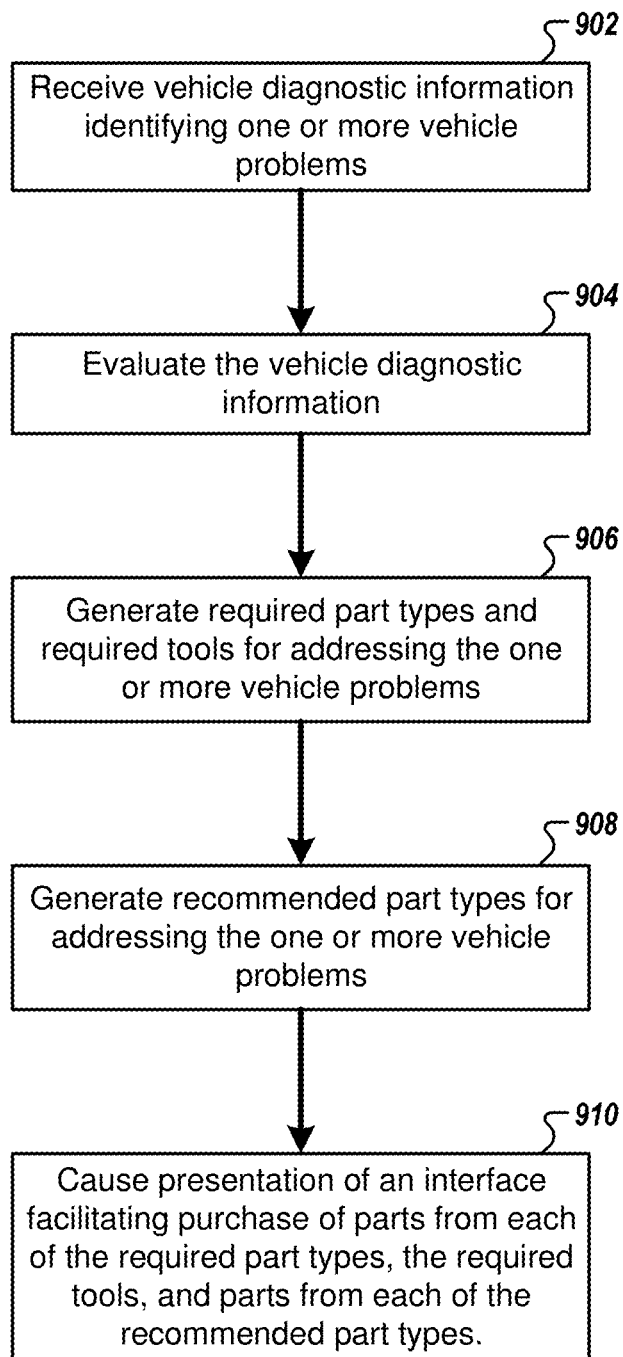 902
Receive vehicle diagnostic information
identifying one or more vehicle
problems
904
Evaluate the vehicle diagnostic
information
906
Generate required part types and
required tools for addressing the one
or more vehicle problems
908
Generate recommended part types for
addressing the one or more vehicle
problems
910
Cause presentation of an interface
facilitating purchase of parts from each
of the required part types, the required
tools, and parts from each of the
recommended part types.